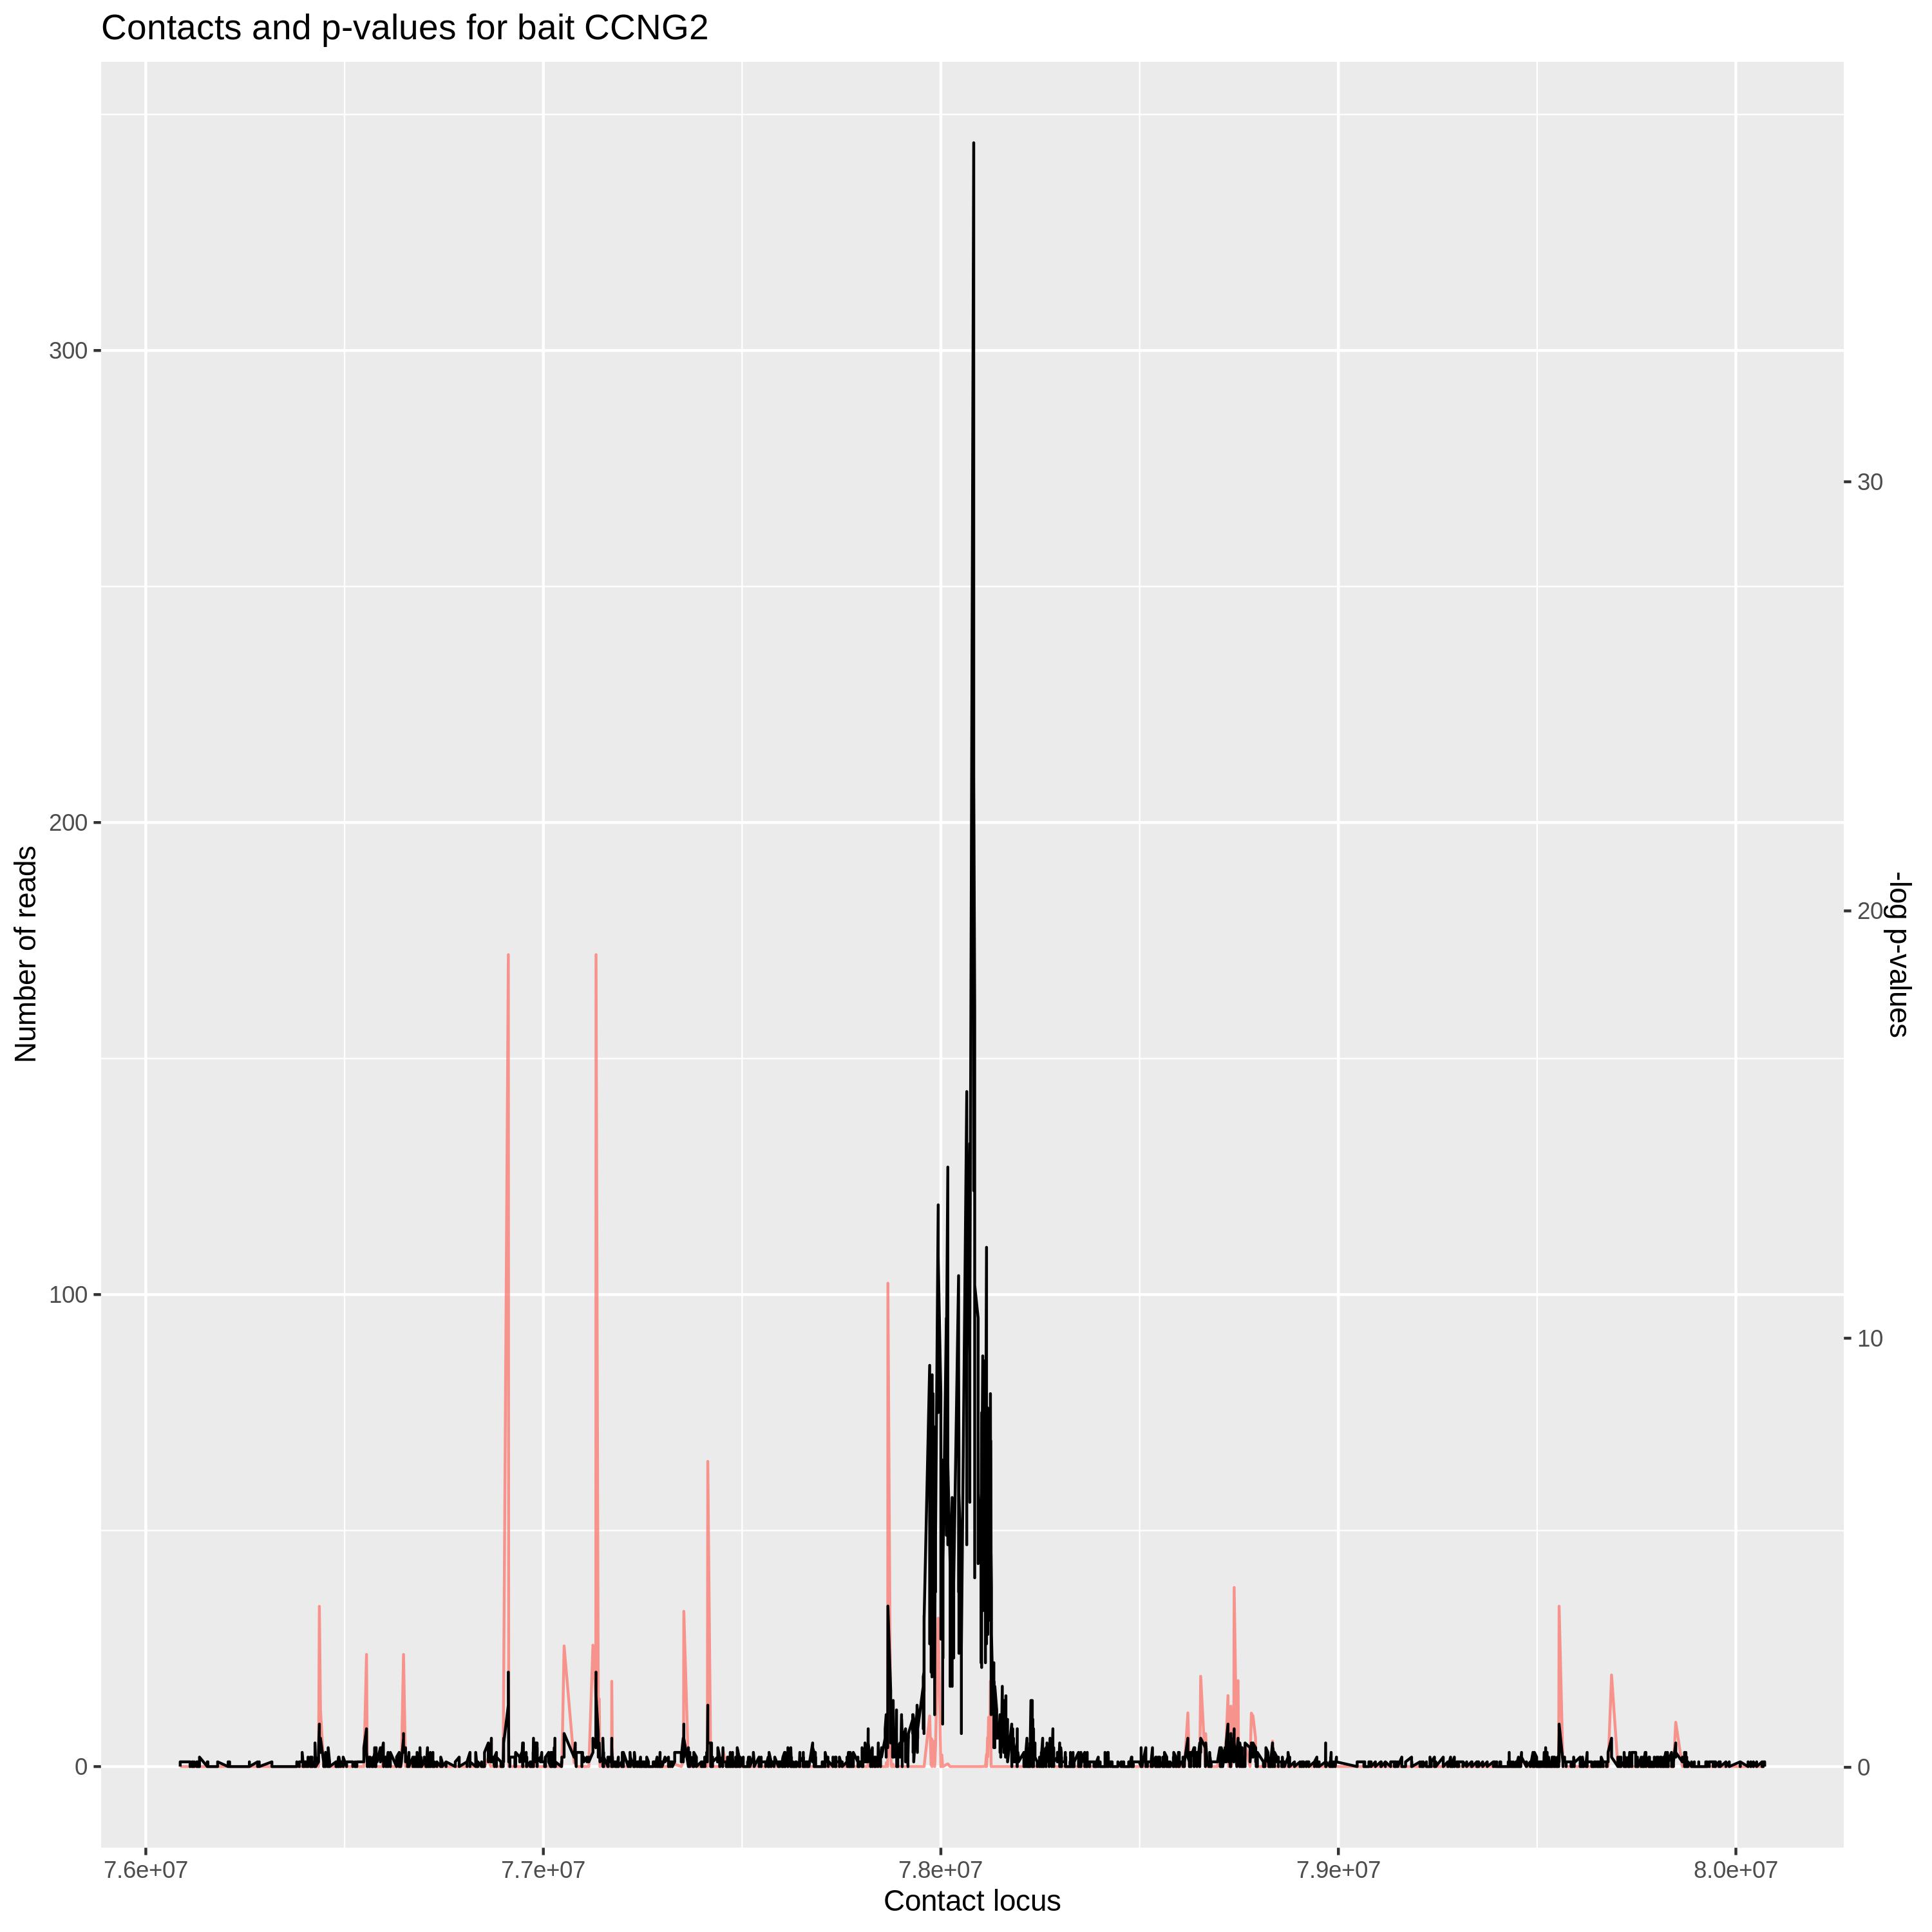 Contacts and p-values for bait CCNG2
300
200
100
0
Number of reads
30
20
10
0
-log p-values
7.6e+07
7.7e+07
7.8e+07
7.9e+07
8.0e+07
Contact locus